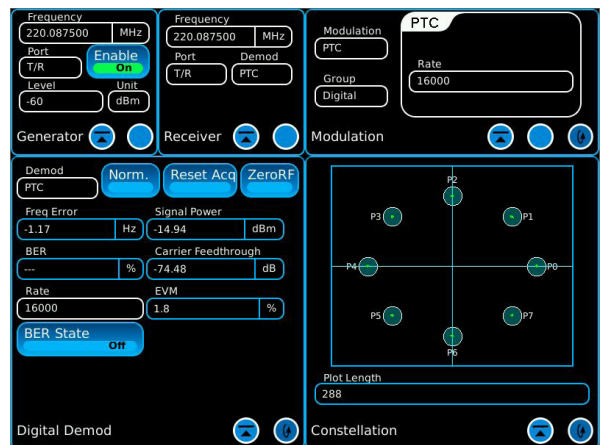 Frequency
220.087500 MHz
Port
T/R
Enable
On
Level Unit
-60 dBm
Generator
Frequency
220.087500 MHz
Port Demod
T/R PTC
Receiver
Modulation
PTC
Group
Digital
PTC
Rate
16000
Modulation
Demod
PTC
Norm. Reset Acq ZeroRF
Freq Error Signal Power
-1.17 Hz -14.94 dBm
BER Carrier Feedthrough
--- % -74.48 dB
Rate EVM
16000 1.8 %
BER State
Off
Digital Demod
P2
P3 P1
P4 P0
P5 P7
P6
Plot Length
288
Constellation